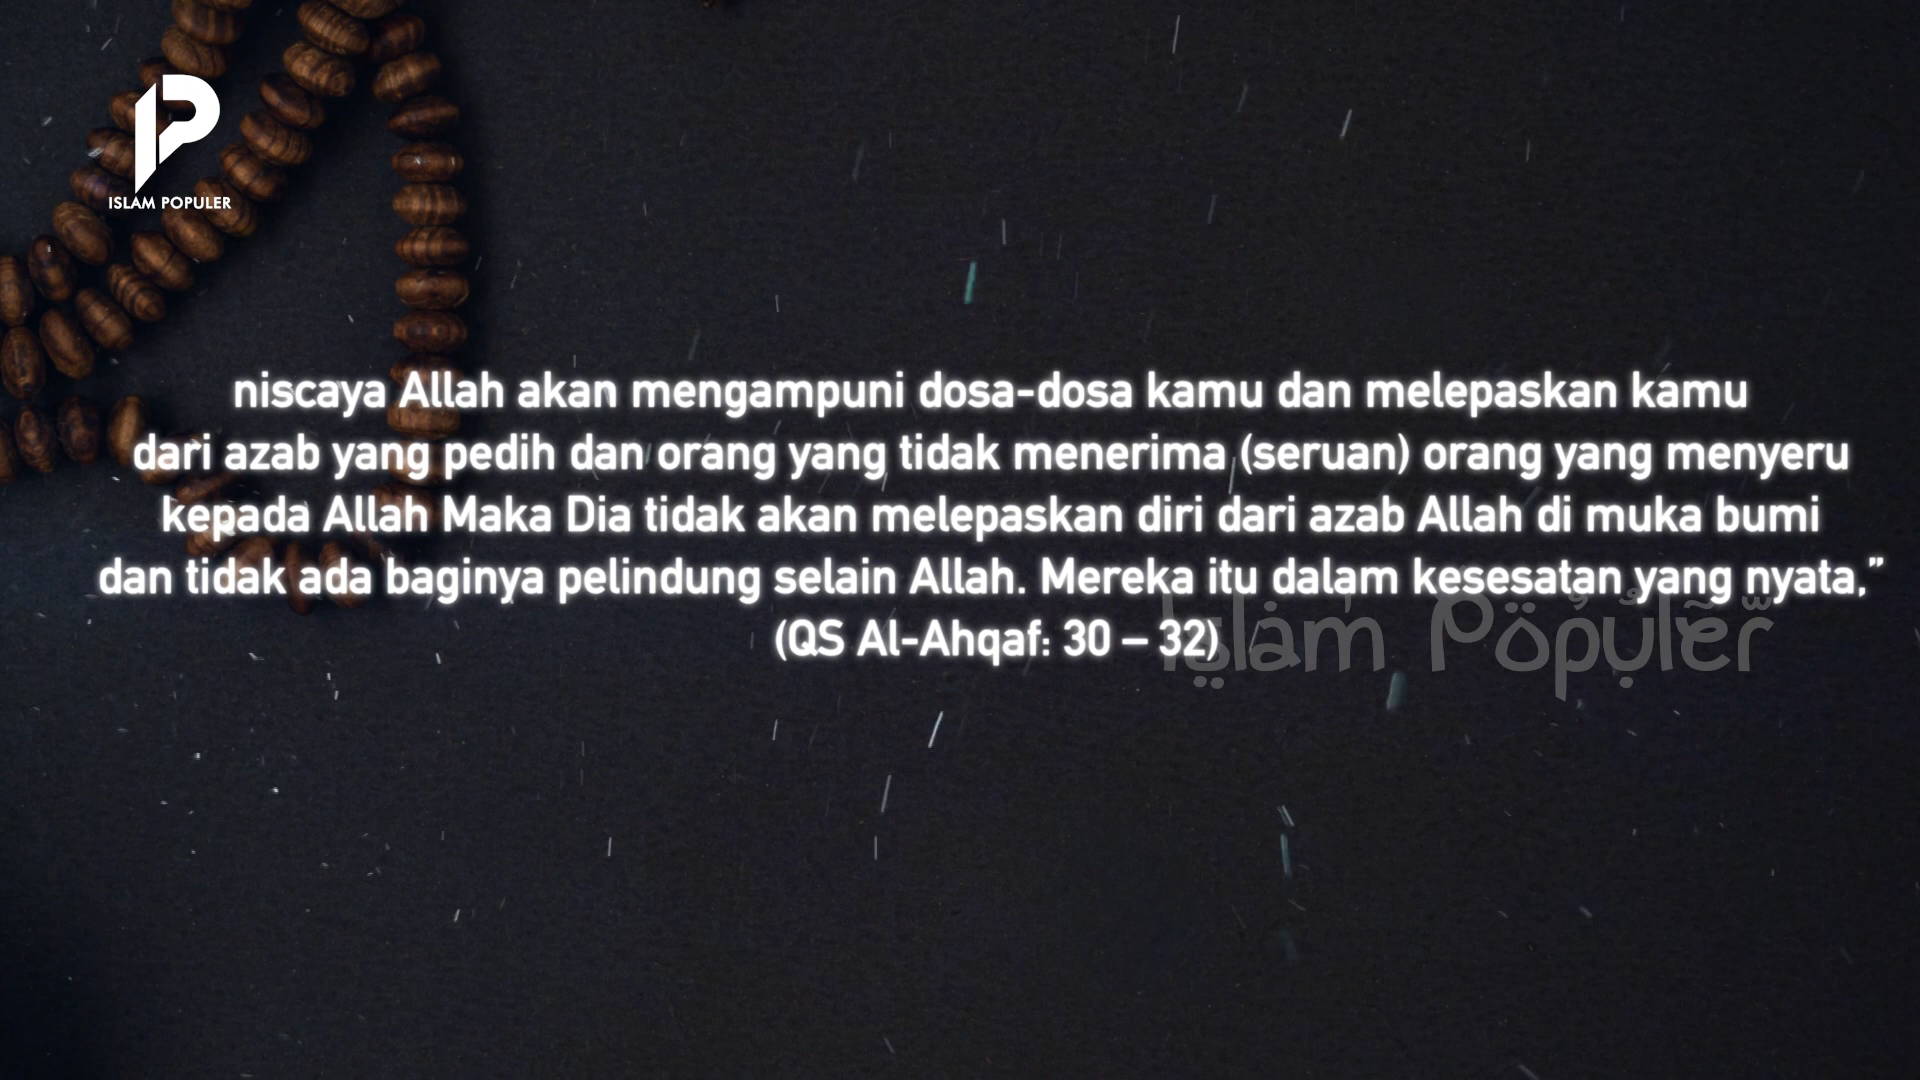 ISLAM POPULER
niscaya Allah akan mengampuni dosa-dosa kamu dan melepaskan kamu
dari azab yang pedih dan orang yang tidak menerima (seruan) orang yang menyeru
kepada Allah Maka Dia tidak akan melepaskan diri dari azab Allah di muka bumi
dan tidak ada baginya pelindung selain Allah. Mereka itu dalam kesesatan yang nyata,”
(QS Al-Ahqaf: 30 – 32)
Islam Populer